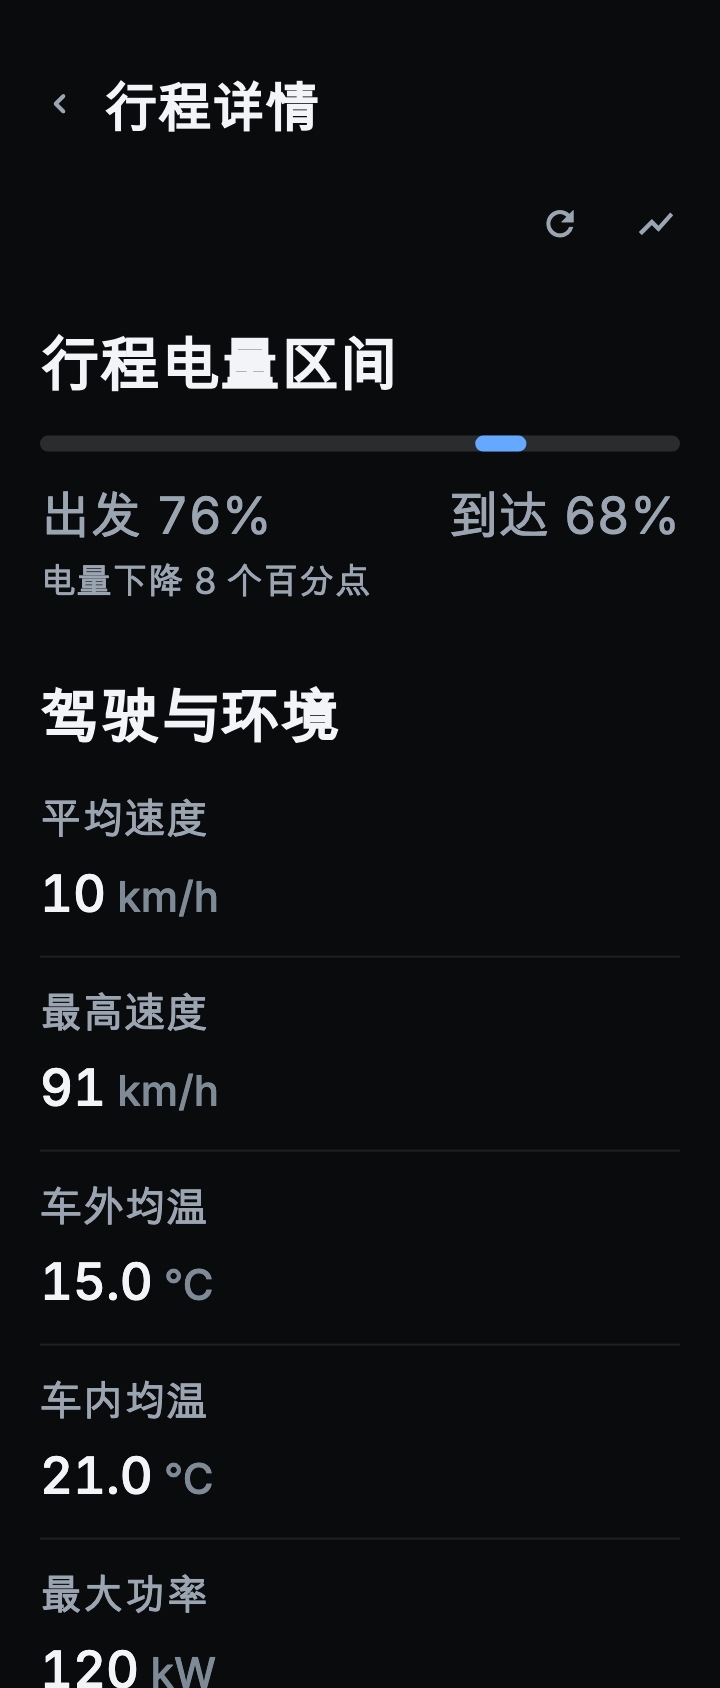 行程详情
行程电量区间
出发 76% 到达 68%
电量下降 8 个百分点
驾驶与环境
平均速度
10 km/h
最高速度
91 km/h
车外均温
15.0 °C
车内均温
21.0 °C
最大功率
120 kW